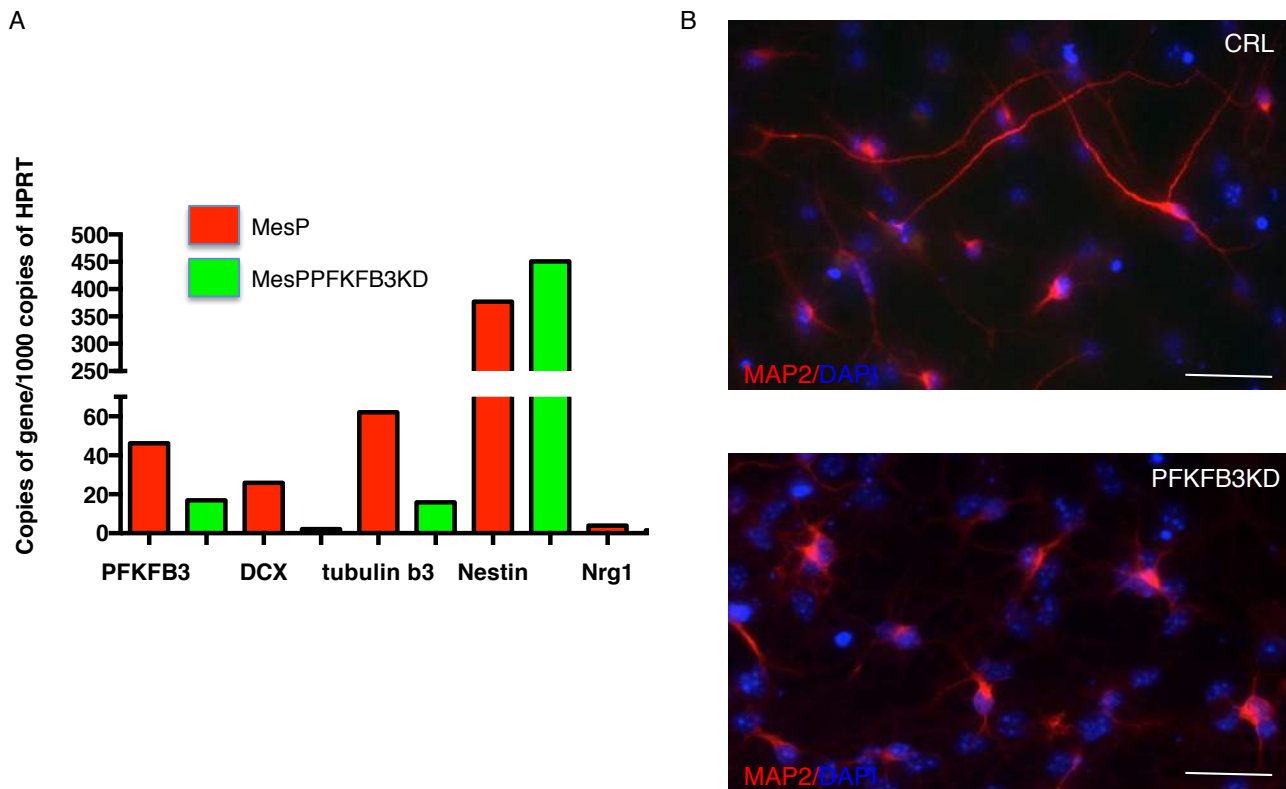 A
Copies of gene/1000 copies of HPRT
MesP
MesPPFKFB3KD
500
450
400
350
300
250
60
40
20
0
PFKFB3 DCX tubulin b3 Nestin Nrg1
B
CRL
MAP2/DAPI
PFKFB3KD
MAP2/DAPI